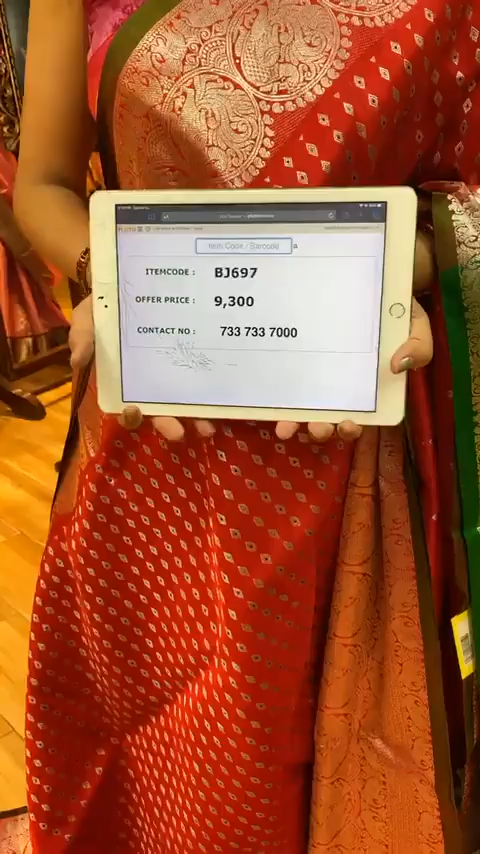 Item Code / Barcode a
ITEMCODE : BJ697
OFFER PRICE : 9,300
CONTACT NO : 733 733 7000